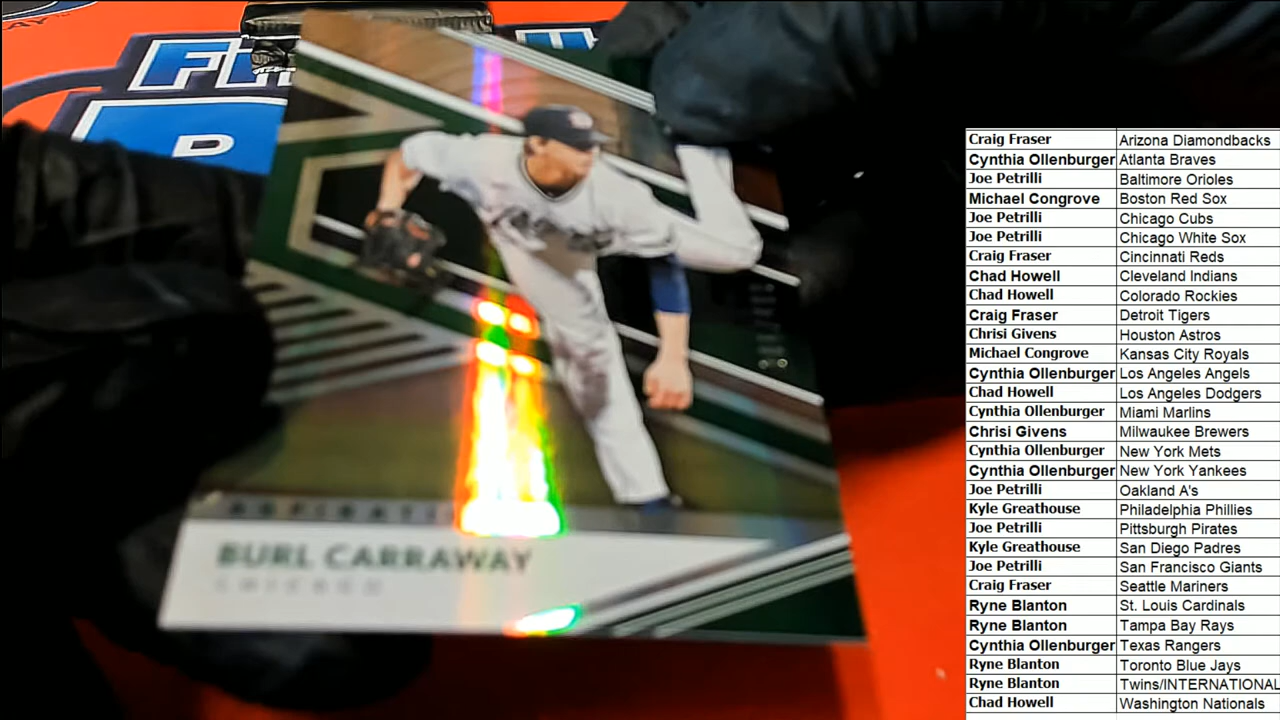 BURL CARRAWAY
CHICAGO
Craig Fraser Arizona Diamondbacks
Cynthia Ollenburger Atlanta Braves
Joe Petrilli Baltimore Orioles
Michael Congrove Boston Red Sox
Joe Petrilli Chicago Cubs
Joe Petrilli Chicago White Sox
Craig Fraser Cincinnati Reds
Chad Howell Cleveland Indians
Chad Howell Colorado Rockies
Craig Fraser Detroit Tigers
Chrisi Givens Houston Astros
Michael Congrove Kansas City Royals
Cynthia Ollenburger Los Angeles Angels
Chad Howell Los Angeles Dodgers
Cynthia Ollenburger Miami Marlins
Chrisi Givens Milwaukee Brewers
Cynthia Ollenburger New York Mets
Cynthia Ollenburger New York Yankees
Joe Petrilli Oakland A's
Kyle Greathouse Philadelphia Phillies
Joe Petrilli Pittsburgh Pirates
Kyle Greathouse San Diego Padres
Joe Petrilli San Francisco Giants
Craig Fraser Seattle Mariners
Ryne Blanton St. Louis Cardinals
Ryne Blanton Tampa Bay Rays
Cynthia Ollenburger Texas Rangers
Ryne Blanton Toronto Blue Jays
Ryne Blanton Twins/INTERNATIONAL
Chad Howell Washington Nationals